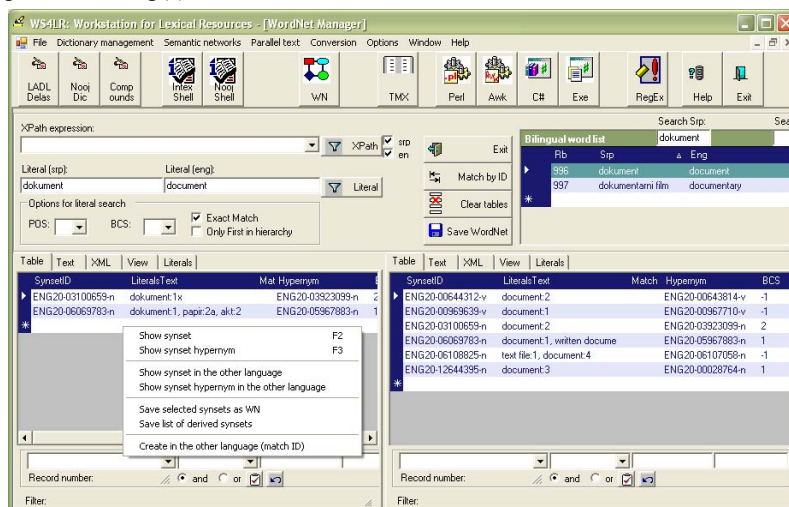 WS4LR: Workstation for Lexical Resources - [WordNet Manager]
File Dictionary management Semantic networks Parallel text Conversion Options Window Help
LADL Delas Nooj Dic Comp ounds Intex Shell Nooj Shell WN TMX Perl Awk C# Exe RegEx Help Exit
XPath expression:
XPath srp en
Literal (srp): Literal (eng):
dokument document Literal
Options for literal search
POS: BCS: Exact Match
Only First in hierarchy
Exit
Match by ID
Clear tables
Save WordNet
Search Srp: Sea
Bilingual word list dokument
Rb Srp Eng
996 dokument document
997 dokumentarni film documentary
Table Text XML View Literals
SynsetID LiteralsText Mat Hypernym
ENG20-03100659-n dokument:1x ENG20-03923099-n 2
ENG20-06069783-n dokument:1, papir:2a, akt:2 ENG20-05967883-n 1
Show synset F2
Show synset hypernym F3
Show synset in the other language
Show synset hypernym in the other language
Save selected synsets as WN
Save list of derived synsets
Create in the other language (match ID)
Record number: and or
Filter:
Table Text XML View Literals
SynsetID LiteralsText Match Hypernym BCS
ENG20-00644312-v document:2 ENG20-00643814-v -1
ENG20-00969639-v document:1 ENG20-00967710-v -1
ENG20-03100659-n document:2 ENG20-03923099-n 2
ENG20-06069783-n document:1, written docume ENG20-05967883-n 1
ENG20-06108825-n text file:1, document:4 ENG20-06107058-n -1
ENG20-12644395-n document:3 ENG20-00028764-n 1
Record number: and or
Filter: